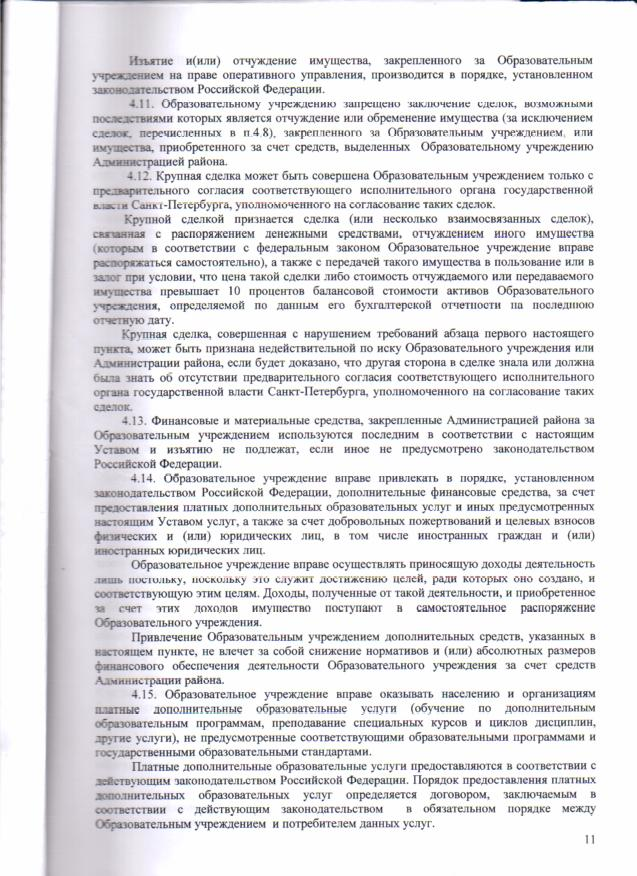 Изъятие и(или) отчуждение имущества, закрепленного за Образовательным
учреждением на праве оперативного управления, производится в порядке, установленном
законодательством Российской Федерации.
4.11. Образовательному учреждению запрещено заключение сделок, возможными
последствиями которых является отчуждение или обременение имущества (за исключением
сделок, перечисленных в п.4.8), закрепленного за Образовательным учреждением, или
имущества, приобретенного за счет средств, выделенных Образовательному учреждению
Администрацией района.
4.12. Крупная сделка может быть совершена Образовательным учреждением только с
предварительного согласия соответствующего исполнительного органа государственной
власти Санкт-Петербурга, уполномоченного на согласование таких сделок.
Крупной сделкой признается сделка (или несколько взаимосвязанных сделок),
связанная с распоряжением денежными средствами, отчуждением иного имущества
(которым в соответствии с федеральным законом Образовательное учреждение вправе
распоряжаться самостоятельно), а также с передачей такого имущества в пользование или в
залог при условии, что цена такой сделки либо стоимость отчуждаемого или передаваемого
имущества превышает 10 процентов балансовой стоимости активов Образовательного
учреждения, определяемой по данным его бухгалтерской отчетности на последнюю
отчетную дату.
Крупная сделка, совершенная с нарушением требований абзаца первого настоящего
пункта, может быть признана недействительной по иску Образовательного учреждения или
Администрации района, если будет доказано, что другая сторона в сделке знала или должна
была знать об отсутствии предварительного согласия соответствующего исполнительного
органа государственной власти Санкт-Петербурга, уполномоченного на согласование таких
сделок.
4.13. Финансовые и материальные средства, закрепленные Администрацией района за
Образовательным учреждением используются последним в соответствии с настоящим
Уставом и изъятию не подлежат, если иное не предусмотрено законодательством
Российской Федерации.
4.14. Образовательное учреждение вправе привлекать в порядке, установленном
законодательством Российской Федерации, дополнительные финансовые средства, за счет
предоставления платных дополнительных образовательных услуг и иных предусмотренных
настоящим Уставом услуг, а также за счет добровольных пожертвований и целевых взносов
физических и (или) юридических лиц, в том числе иностранных граждан и (или)
иностранных юридических лиц.
Образовательное учреждение вправе осуществлять приносящую доходы деятельность
лишь постольку, поскольку это служит достижению целей, ради которых оно создано, и
соответствующую этим целям. Доходы, полученные от такой деятельности, и приобретенное
за счет этих доходов имущество поступают в самостоятельное распоряжение
Образовательного учреждения.
Привлечение Образовательным учреждением дополнительных средств, указанных в
настоящем пункте, не влечет за собой снижение нормативов и (или) абсолютных размеров
финансового обеспечения деятельности Образовательного учреждения за счет средств
Администрации района.
4.15. Образовательное учреждение вправе оказывать населению и организациям
платные дополнительные образовательные услуги (обучение по дополнительным
образовательным программам, преподавание специальных курсов и циклов дисциплин,
другие услуги), не предусмотренные соответствующими образовательными программами и
государственными образовательными стандартами.
Платные дополнительные образовательные услуги предоставляются в соответствии с
действующим законодательством Российской Федерации. Порядок предоставления платных
дополнительных образовательных услуг определяется договором, заключаемым в
соответствии с действующим законодательством в обязательном порядке между
Образовательным учреждением и потребителем данных услуг.
11